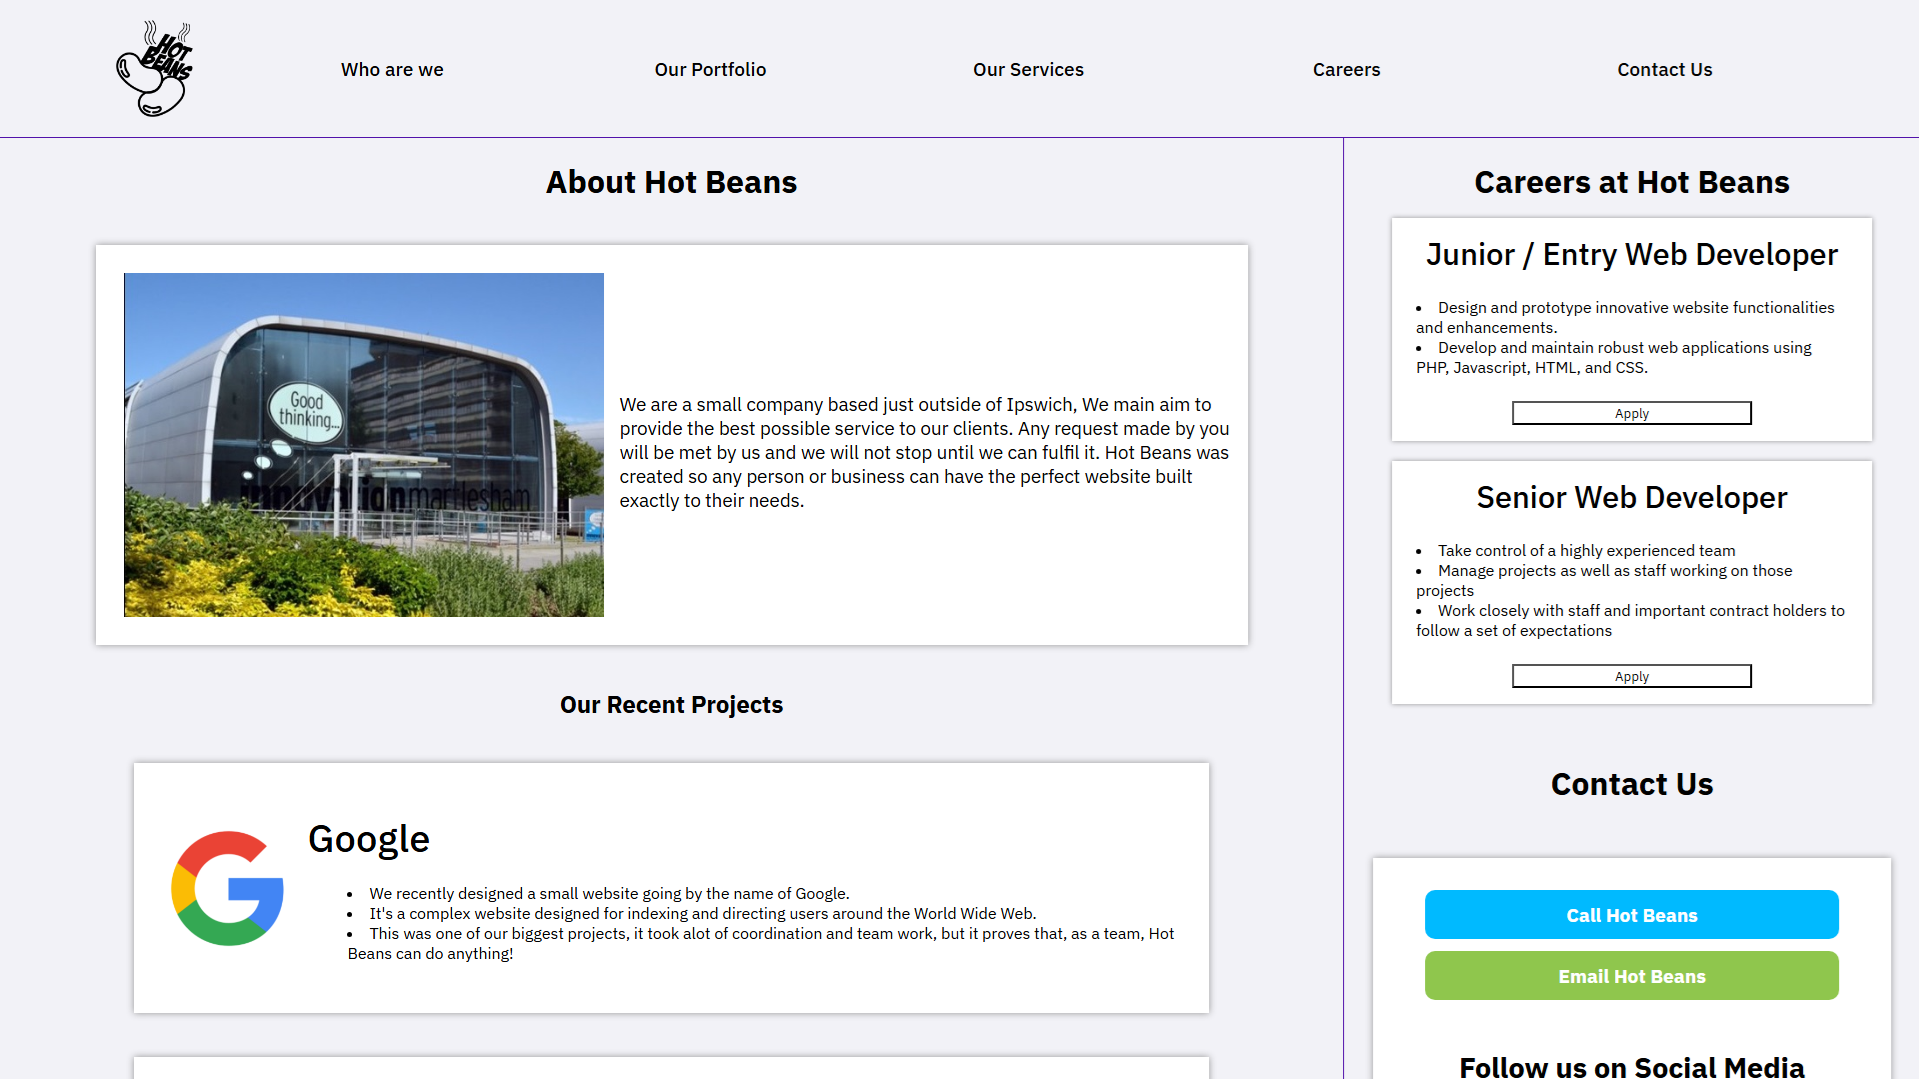 HOT
BEANS
Who are we
Our Portfolio
Our Services
Careers
Contact Us
About Hot Beans
Good
thinking...
innovationmartlesham
We are a small company based just outside of Ipswich, We main aim to
provide the best possible service to our clients. Any request made by you
will be met by us and we will not stop until we can fulfil it. Hot Beans was
created so any person or business can have the perfect website built
exactly to their needs.
Our Recent Projects
Google
• We recently designed a small website going by the name of Google.
• It's a complex website designed for indexing and directing users around the World Wide Web.
• This was one of our biggest projects, it took alot of coordination and team work, but it proves that, as a team, Hot
Beans can do anything!
Careers at Hot Beans
Junior / Entry Web Developer
• Design and prototype innovative website functionalities
and enhancements.
• Develop and maintain robust web applications using
PHP, Javascript, HTML, and CSS.
Apply
Senior Web Developer
• Take control of a highly experienced team
• Manage projects as well as staff working on those
projects
• Work closely with staff and important contract holders to
follow a set of expectations
Apply
Contact Us
Call Hot Beans
Email Hot Beans
Follow us on Social Media